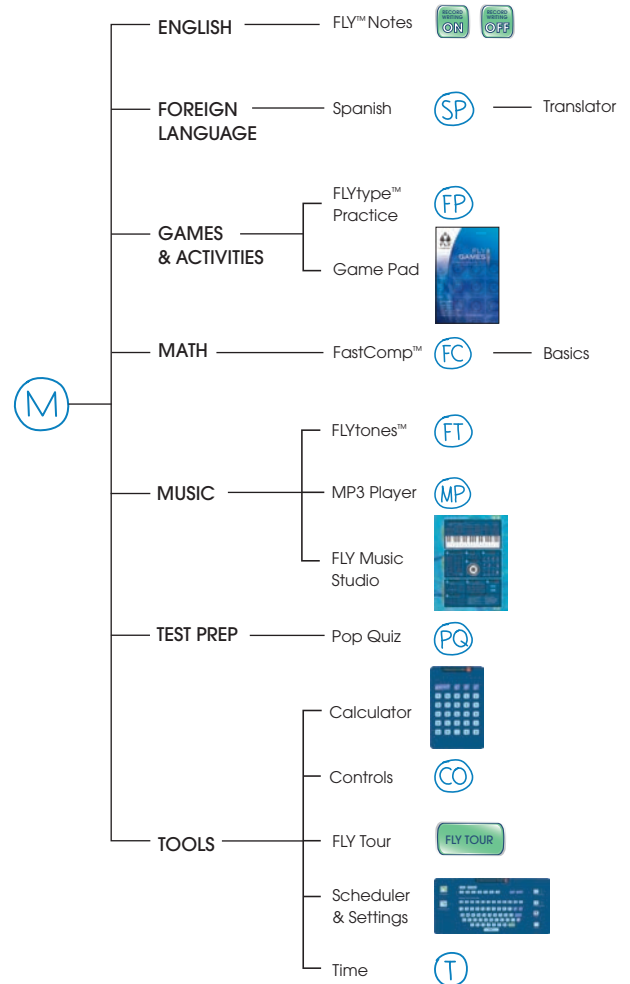 ENGLISH
FLY™ Notes
RECORD
WRITING
ON
RECORD
WRITING
OFF
FOREIGN
LANGUAGE
Spanish
SP
Translator
GAMES
& ACTIVITIES
FLYtype™
Practice
FP
Game Pad
FLY
GAMES
MATH
FastComp™
FC
Basics
M
MUSIC
FLYtones™
FT
MP3 Player
MP
FLY Music
Studio
TEST PREP
Pop Quiz
PQ
TOOLS
Calculator
Controls
CO
FLY Tour
FLY TOUR
Scheduler
& Settings
Time
T